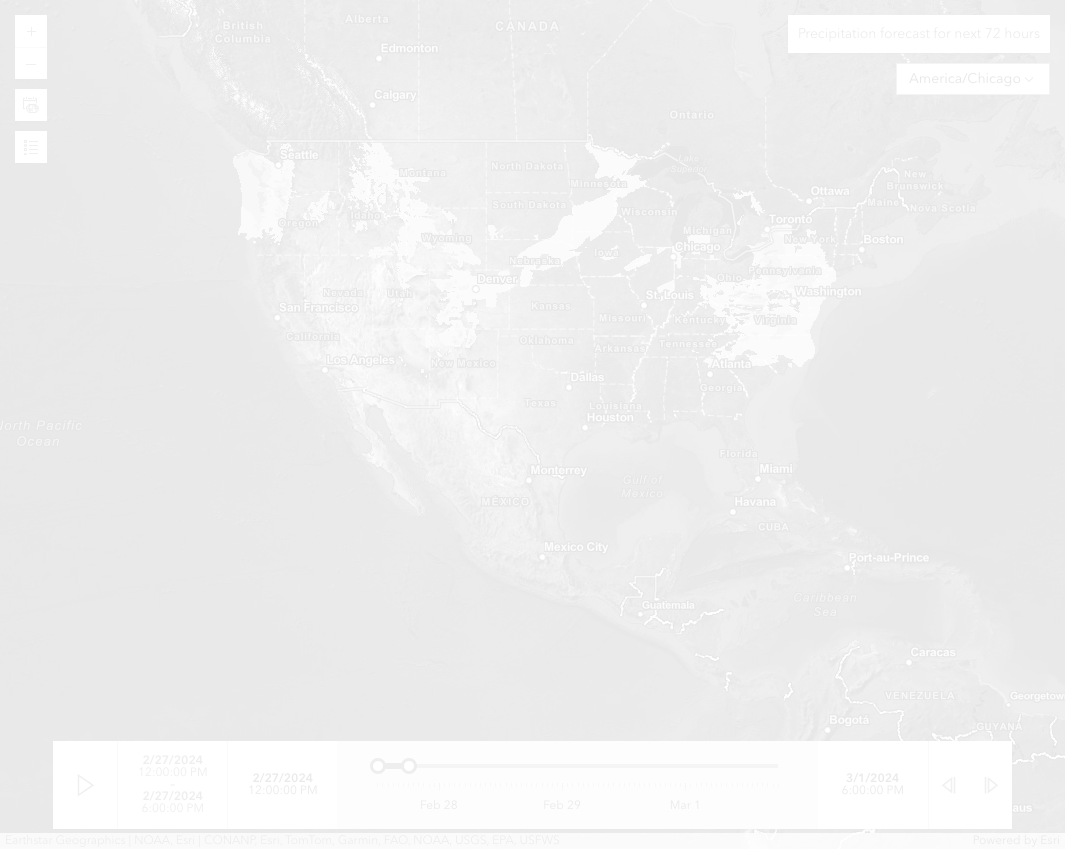 +
CANADA
Alberta
British
Columbia
Precipitation forecast for next 72 hours
Edmonton
−
America/Chicago
Calgary
Ontario
Seattle
North Dakota
Montana
Minnesota
New
Brunswick
Ottawa
Maine
Nova Scotia
South Dakota
Wisconsin
Idaho
Oregon
Toronto
Michigan
Wyoming
New York
Boston
Chicago
Iowa
Nebraska
Pennsylvania
Ohio
Denver
Washington
Nevada
Utah
St. Louis
San Francisco
Kansas
Missouri
Kentucky
Virginia
California
Oklahoma
Arkansas
Tennessee
Los Angeles
New Mexico
Atlanta
Dallas
Georgia
Texas
Louisiana
Houston
North Pacific
Ocean
Florida
Monterrey
Miami
Gulf of
Mexico
MÉXICO
Havana
CUBA
Mexico City
Port-au-Prince
Caribbean
Sea
Guatemala
Caracas
VENEZUELA
Georgetow
Bogotá
GUYANA
2/27/2024
12:00:00 PM
-
2/27/2024
6:00:00 PM
2/27/2024
12:00:00 PM
Feb 28
Feb 29
Mar 1
3/1/2024
6:00:00 PM
aus
Earthstar Geographics | NOAA, Esri | CONANP, Esri, TomTom, Garmin, FAO, NOAA, USGS, EPA, USFWS
Powered by Esri